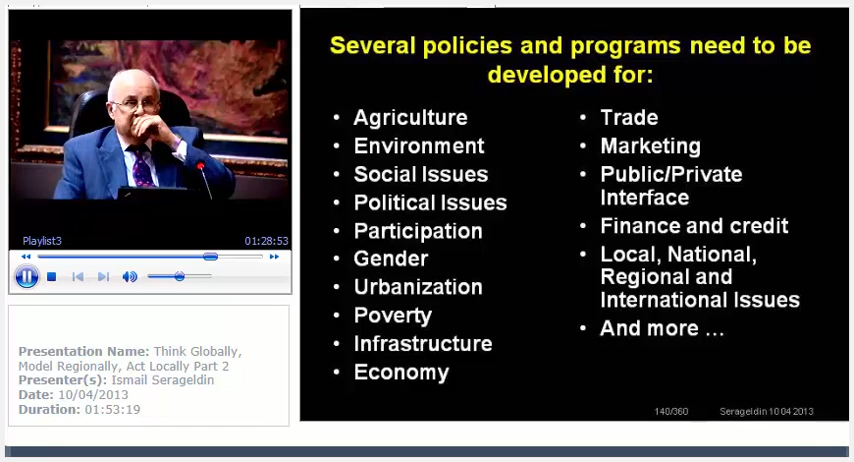 Several policies and programs need to be
developed for:
• Agriculture
• Environment
• Social Issues
• Political Issues
• Participation
• Gender
• Urbanization
• Poverty
• Infrastructure
• Economy
• Trade
• Marketing
• Public/Private
Interface
• Finance and credit
• Local, National,
Regional and
International Issues
• And more …
140/360 Serageldin 10 04 2013
Playlist3 01:28:53
Presentation Name: Think Globally,
Model Regionally, Act Locally Part 2
Presenter(s): Ismail Serageldin
Date: 10/04/2013
Duration: 01:53:19